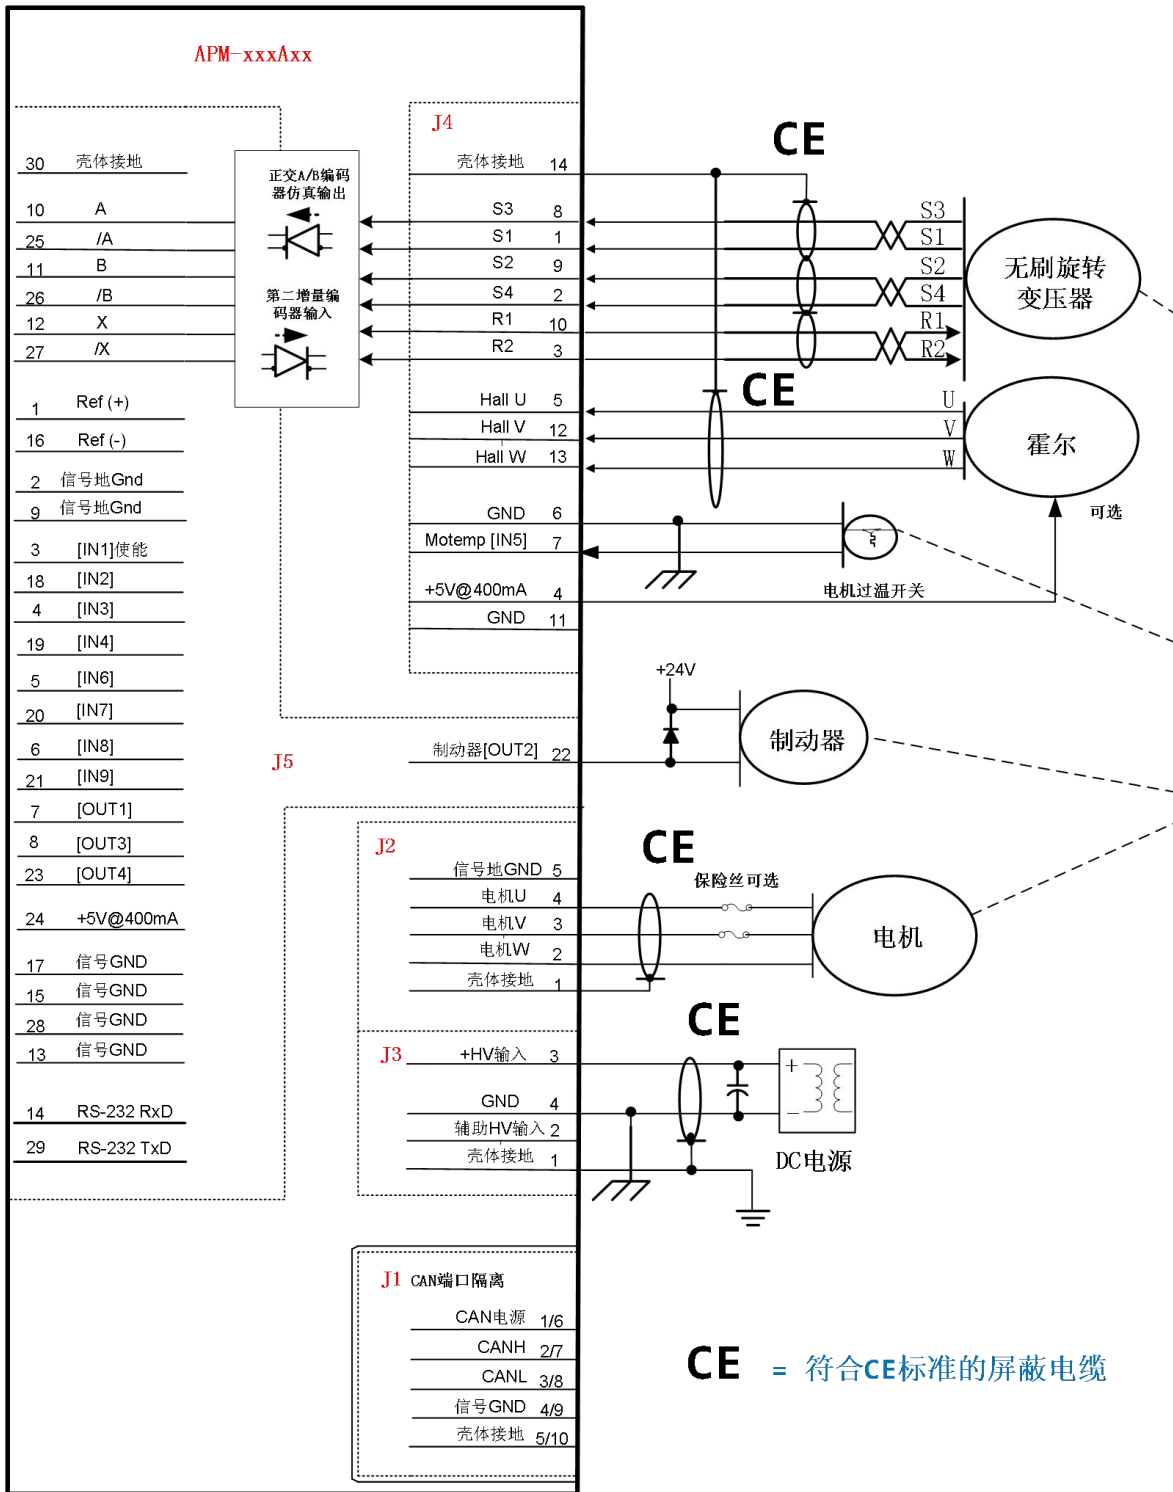 APM-xxxAxx
30 壳体接地
10 A
25 /A
11 B
26 /B
12 X
27 /X
正交A/B编码
器仿真输出
第二增量编
码器输入
1 Ref (+)
16 Ref (-)
2 信号地Gnd
9 信号地Gnd
3 [IN1]使能
18 [IN2]
4 [IN3]
19 [IN4]
5 [IN6]
20 [IN7]
6 [IN8]
21 [IN9]
7 [OUT1]
8 [OUT3]
23 [OUT4]
24 +5V@400mA
17 信号GND
15 信号GND
28 信号GND
13 信号GND
14 RS-232 RxD
29 RS-232 TxD
J5
J4
壳体接地 14
S3 8
S1 1
S2 9
S4 2
R1 10
R2 3
Hall U 5
Hall V 12
Hall W 13
GND 6
Motemp [IN5] 7
+5V@400mA 4
GND 11
制动器[OUT2] 22
CE
S3
S1
S2
S4
R1
R2
无刷旋转
变压器
CE
U
V
W
霍尔
可选
电机过温开关
+24V
制动器
J2
信号地GND 5
电机U 4
电机V 3
电机W 2
壳体接地 1
CE
保险丝可选
电机
J3
+HV输入 3
GND 4
辅助HV输入 2
壳体接地 1
CE
+
−
DC电源
J1 CAN端口隔离
CAN电源 1/6
CANH 2/7
CANL 3/8
信号GND 4/9
壳体接地 5/10
CE = 符合CE标准的屏蔽电缆